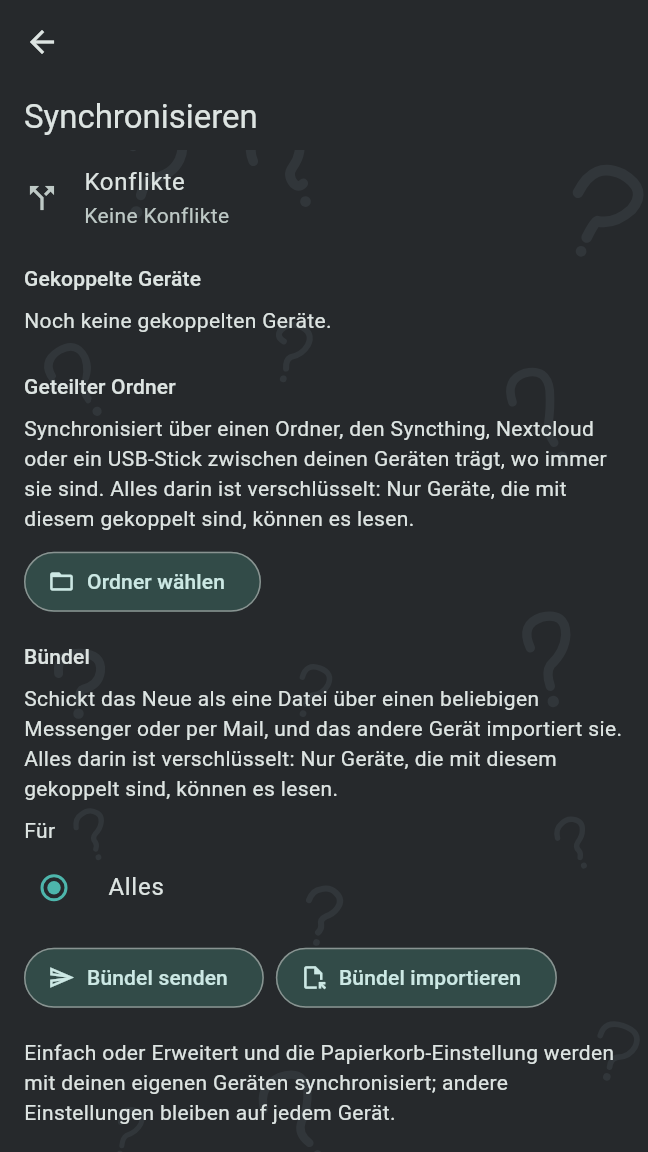 Synchronisieren
Konflikte
Keine Konflikte
Gekoppelte Geräte
Noch keine gekoppelten Geräte.
Geteilter Ordner
Synchronisiert über einen Ordner, den Syncthing, Nextcloud
oder ein USB-Stick zwischen deinen Geräten trägt, wo immer
sie sind. Alles darin ist verschlüsselt: Nur Geräte, die mit
diesem gekoppelt sind, können es lesen.
Ordner wählen
Bündel
Schickt das Neue als eine Datei über einen beliebigen
Messenger oder per Mail, und das andere Gerät importiert sie.
Alles darin ist verschlüsselt: Nur Geräte, die mit diesem
gekoppelt sind, können es lesen.
Für
Alles
Bündel senden
Bündel importieren
Einfach oder Erweitert und die Papierkorb-Einstellung werden
mit deinen eigenen Geräten synchronisiert; andere
Einstellungen bleiben auf jedem Gerät.